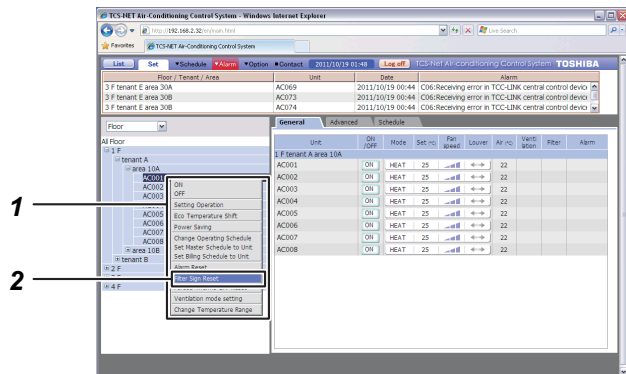 TCS-NET Air-Conditioning Control System - Windows Internet Explorer
http://192.168.2.32/en/main.html
Live Search
Favorites
TCS-NET Air-Conditioning Control System
List Set ▼Schedule ▼Alarm ▼Option ■Contact 2011/10/19 01:48 Log off TCS-Net Air-conditioning Control System TOSHIBA
Floor / Tenant / Area Unit Date Alarm
3 F tenant E area 30A AC069 2011/10/19 00:44 C06:Receiving error in TCC-LINK central control device
3 F tenant E area 30B AC073 2011/10/19 00:44 C06:Receiving error in TCC-LINK central control device
3 F tenant E area 30B AC074 2011/10/19 00:44 C06:Receiving error in TCC-LINK central control device
Floor
General Advanced Schedule
All Floor
1 F
tenant A
area 10A
AC001
AC002
AC003
AC005
AC006
AC007
AC008
area 10B
tenant B
2 F
4 F
1
2
ON
OFF
Setting Operation
Eco Temperature Shift
Power Saving
Change Operating Schedule
Set Master Schedule to Unit
Set Billing Schedule to Unit
Alarm Reset
Filter Sign Reset
Ventilation mode setting
Change Temperature Range
Unit ON /OFF Mode Set (°C) Fan speed Louver Air (°C) Venti lation Filter Alarm
1 F tenant A area 10A
AC001 ON HEAT 25 22
AC002 ON HEAT 25 22
AC003 ON HEAT 25 22
AC004 ON HEAT 25 22
AC005 ON HEAT 25 22
AC006 ON HEAT 25 22
AC007 ON HEAT 25 22
AC008 ON HEAT 25 22